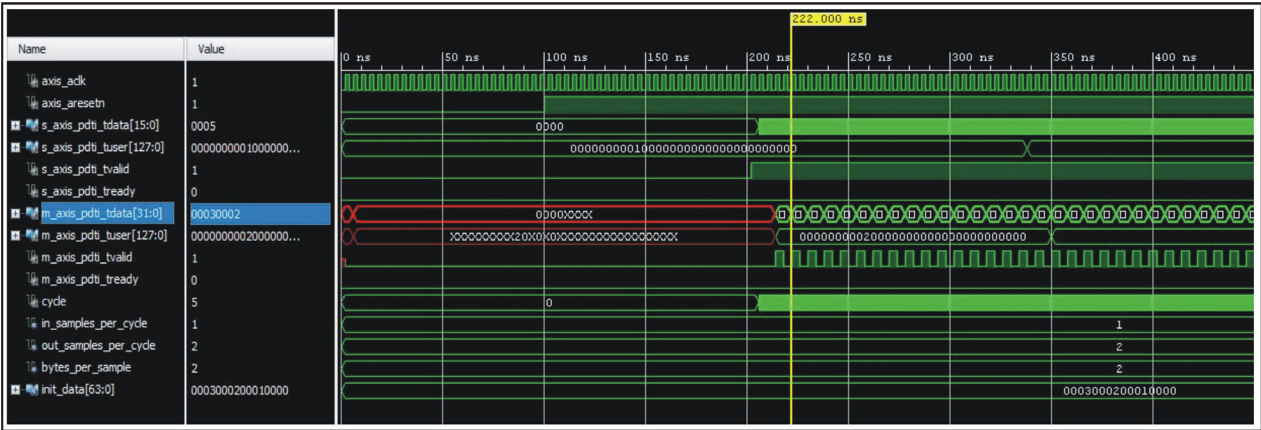 222.000 ns
Name Value
0 ns 50 ns 100 ns 150 ns 200 ns 250 ns 300 ns 350 ns 400 ns
axis_aclk 1
axis_aresetn 1
s_axis_pdti_tdata[15:0] 0005 0000
s_axis_pdti_tuser[127:0] 0000000001000000... 00000000010000000000000000000000
s_axis_pdti_tvalid 1
s_axis_pdti_tready 0
m_axis_pdti_tdata[31:0] 00030002 0000XXXX
m_axis_pdti_tuser[127:0] 0000000002000000... 00000000020000000000000000000000
m_axis_pdti_tvalid 1
m_axis_pdti_tready 0
cycle 5 0
in_samples_per_cycle 1 1
out_samples_per_cycle 2 2
bytes_per_sample 2 2
init_data[63:0] 0003000200010000 0003000200010000